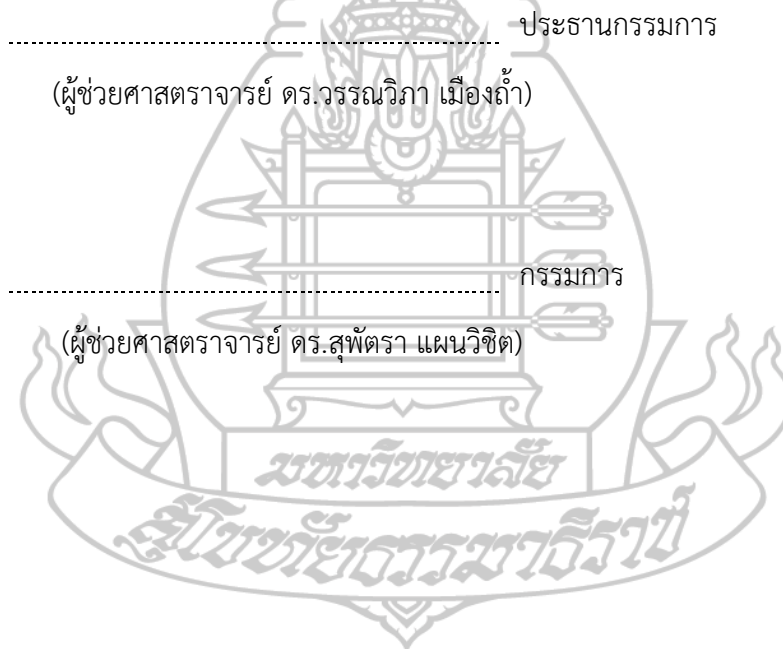 ประธานกรรมการ
(ผู้ช่วยศาสตราจารย์ ดร.วรรณวิภา เมืองถ้ำ)
กรรมการ
(ผู้ช่วยศาสตราจารย์ ดร.สุพัตรา แผนวิชิต)
มหาวิทยาลัย
สุโขทัยธรรมาธิราช